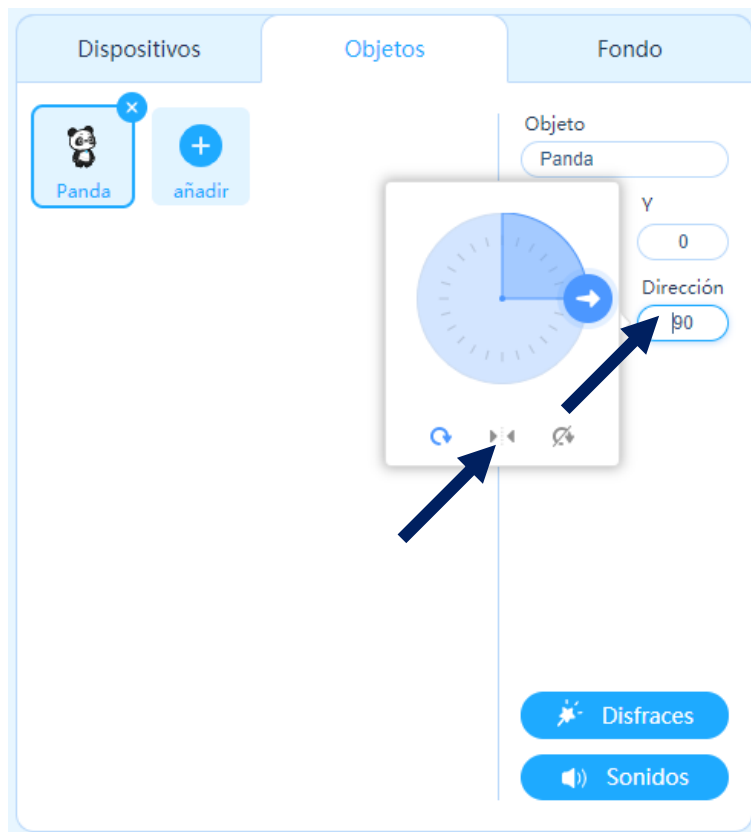 Dispositivos
Objetos
Fondo
Panda
añadir
Objeto
Panda
Y
0
Dirección
90
Disfraces
Sonidos